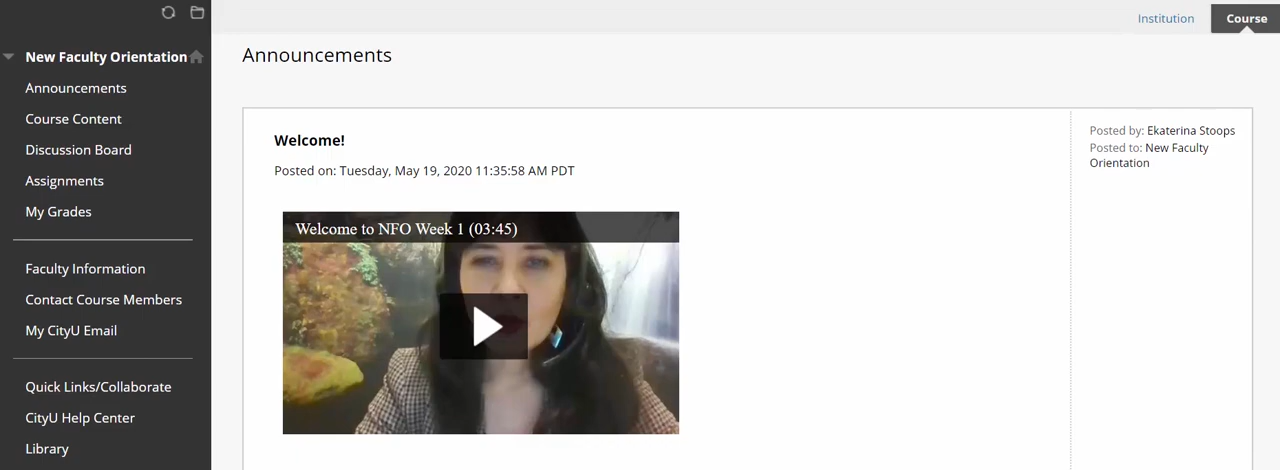 Institution
Course
New Faculty Orientation
Announcements
Course Content
Discussion Board
Assignments
My Grades
Faculty Information
Contact Course Members
My CityU Email
Quick Links/Collaborate
CityU Help Center
Library
Announcements
Welcome!
Posted on: Tuesday, May 19, 2020 11:35:58 AM PDT
Welcome to NFO Week 1 (03:45)
Posted by: Ekaterina Stoops
Posted to: New Faculty
Orientation